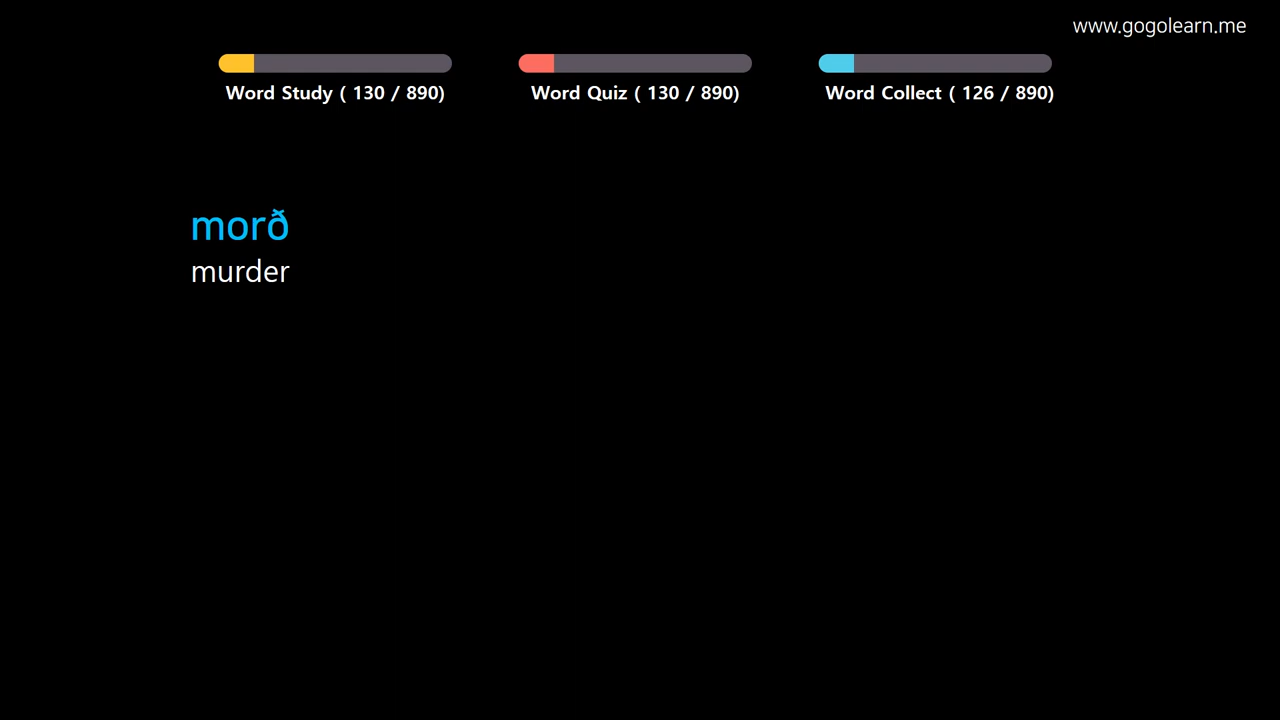 www.gogolearn.me
Word Study ( 130 / 890)
Word Quiz ( 130 / 890)
Word Collect ( 126 / 890)
morð
murder